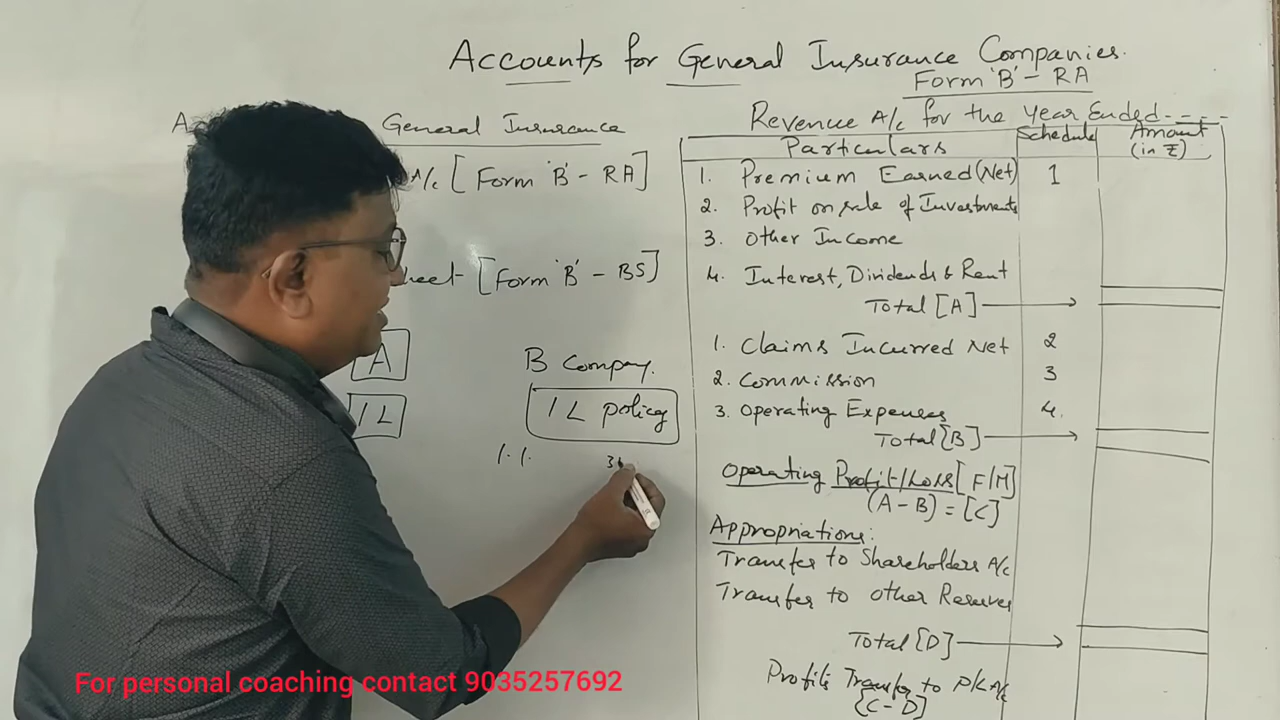 Accounts for General Insurance Companies.
Form 'B' - RA
General Insurance
A/c [Form 'B' - RA]
[Form 'B' - BS]
A
1 L
B Company.
1 L policy
1.1.
Revenue A/c for the Year Ended-----
Particulars Schedule Amount (in ₹)
1. Premium Earned (Net) 1
2. Profit on sale of Investments
3. Other Income
4. Interest, Dividends & Rent
Total [A]
1. Claims Incurred Net 2
2. Commission 3
3. Operating Expenses 4.
Total [B]
Operating Profit/Loss [F/M]
(A - B) = [C]
Appropriations:
Transfer to Shareholders A/c
Transfer to Other Reserves
Total [D]
Profits Transfer to P/L A/c
[C - D]
For personal coaching contact 9035257692